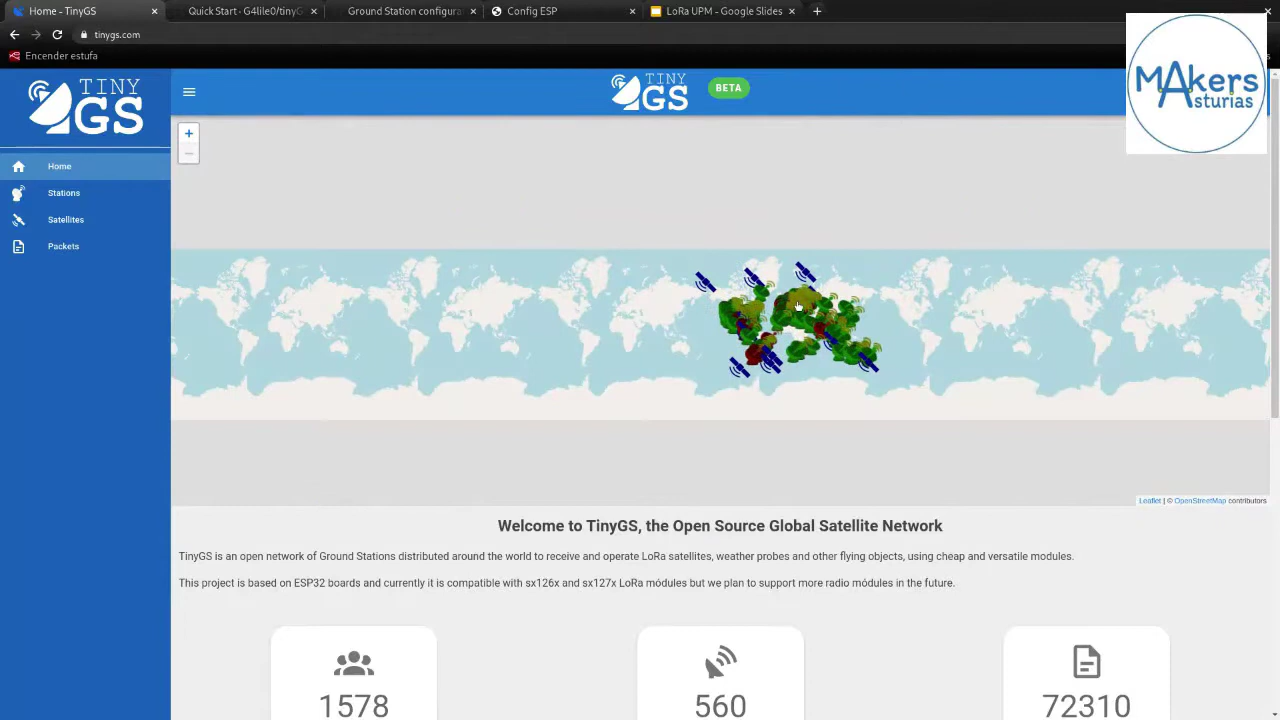 Home - TinyGS
Quick Start · G4lile0/tinyG
Ground Station configura
Config ESP
LoRa UPM - Google Slides
tinygs.com
Encender estufa
TINY
GS
TINY
GS
BETA
MAkers
Asturias
Home
Stations
Satellites
Packets
+
−
Leaflet | © OpenStreetMap contributors
Welcome to TinyGS, the Open Source Global Satellite Network
TinyGS is an open network of Ground Stations distributed around the world to receive and operate LoRa satellites, weather probes and other flying objects, using cheap and versatile modules.
This project is based on ESP32 boards and currently it is compatible with sx126x and sx127x LoRa módules but we plan to support more radio módules in the future.
1578
560
72310